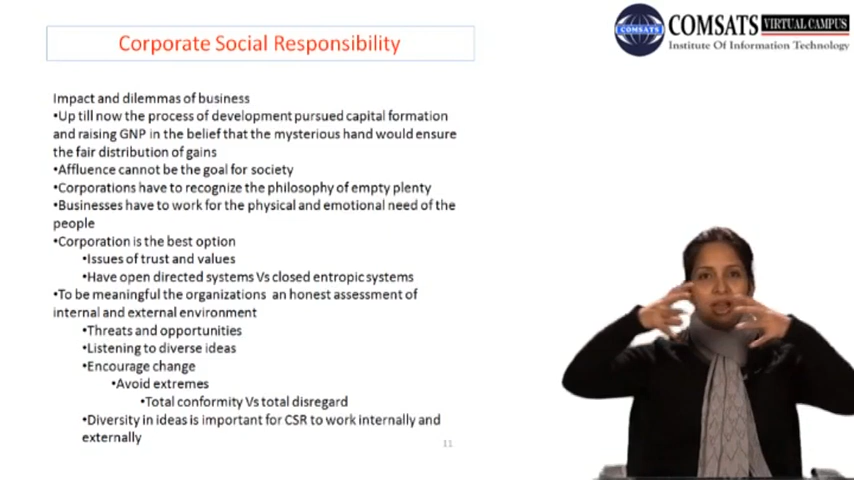 Corporate Social Responsibility
COMSATS
COMSATS VIRTUAL CAMPUS
Institute Of Information Technology
Impact and dilemmas of business
•Up till now the process of development pursued capital formation
and raising GNP in the belief that the mysterious hand would ensure
the fair distribution of gains
•Affluence cannot be the goal for society
•Corporations have to recognize the philosophy of empty plenty
•Businesses have to work for the physical and emotional need of the
people
•Corporation is the best option
•Issues of trust and values
•Have open directed systems Vs closed entropic systems
•To be meaningful the organizations an honest assessment of
internal and external environment
•Threats and opportunities
•Listening to diverse ideas
•Encourage change
•Avoid extremes
•Total conformity Vs total disregard
•Diversity in ideas is important for CSR to work internally and
externally
11